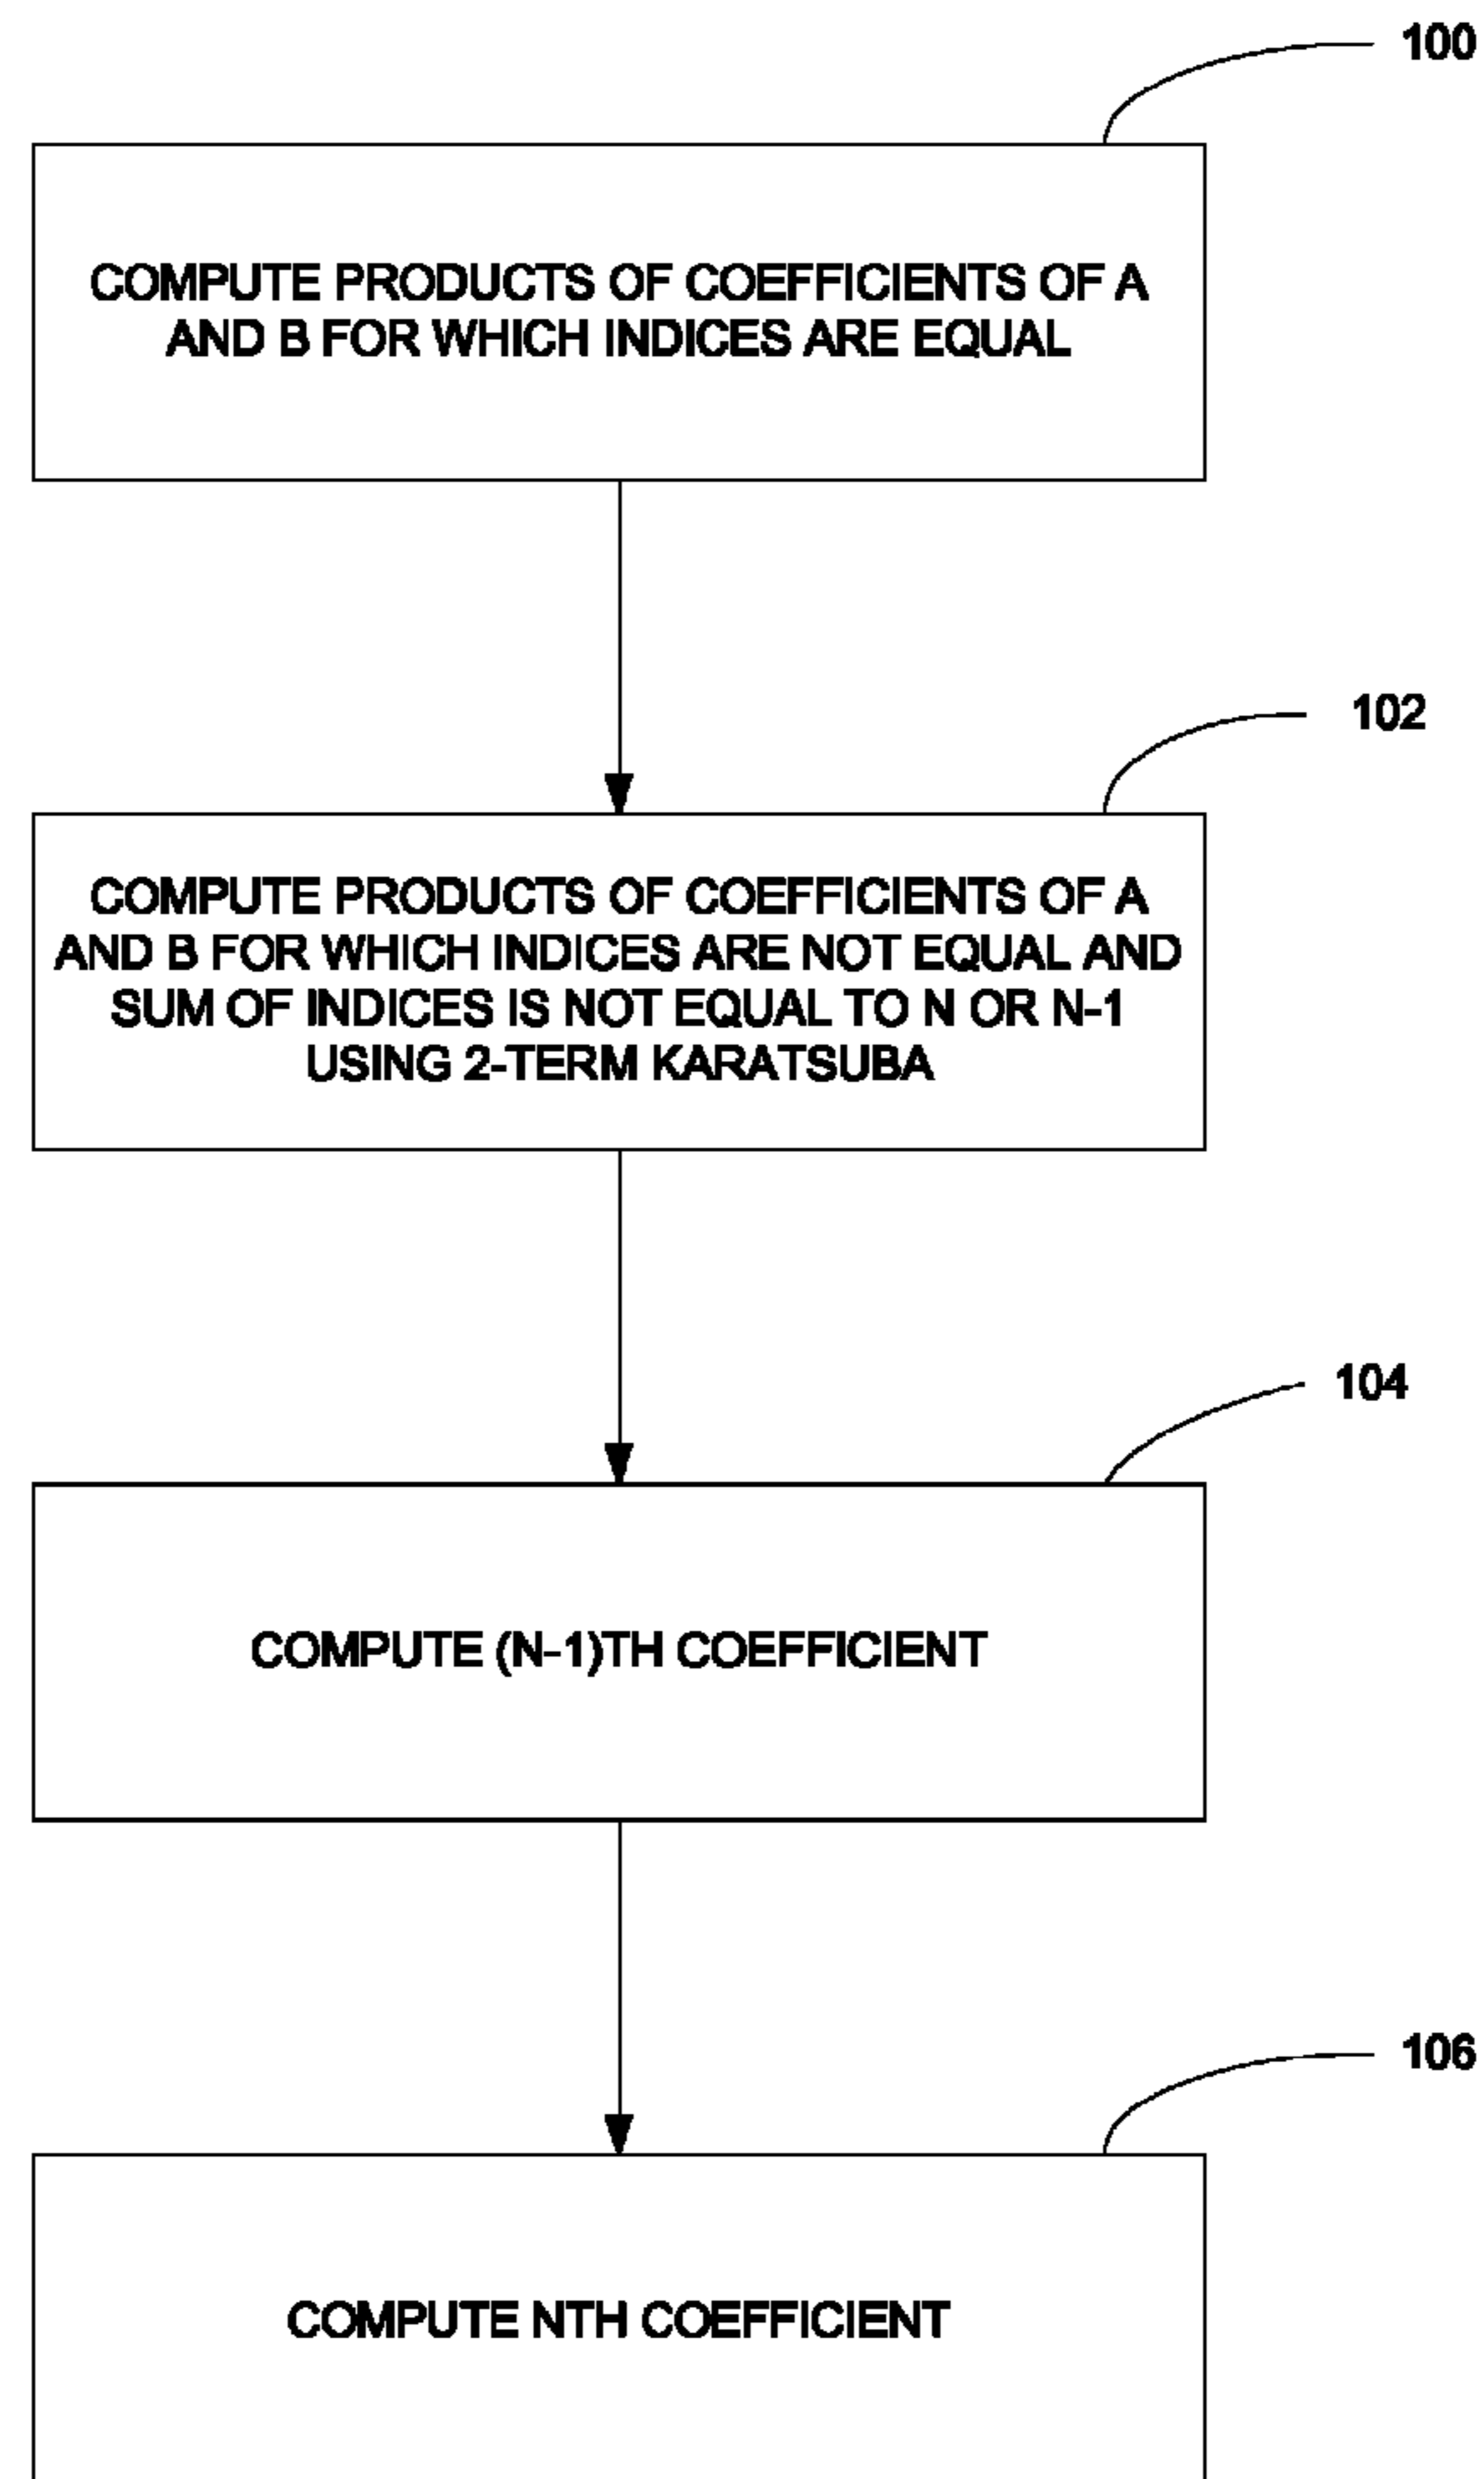 100
COMPUTE PRODUCTS OF COEFFICIENTS OF A
AND B FOR WHICH INDICES ARE EQUAL
102
COMPUTE PRODUCTS OF COEFFICIENTS OF A
AND B FOR WHICH INDICES ARE NOT EQUAL AND
SUM OF INDICES IS NOT EQUAL TO N OR N-1
USING 2-TERM KARATSUBA
104
COMPUTE (N-1)TH COEFFICIENT
106
COMPUTE NTH COEFFICIENT